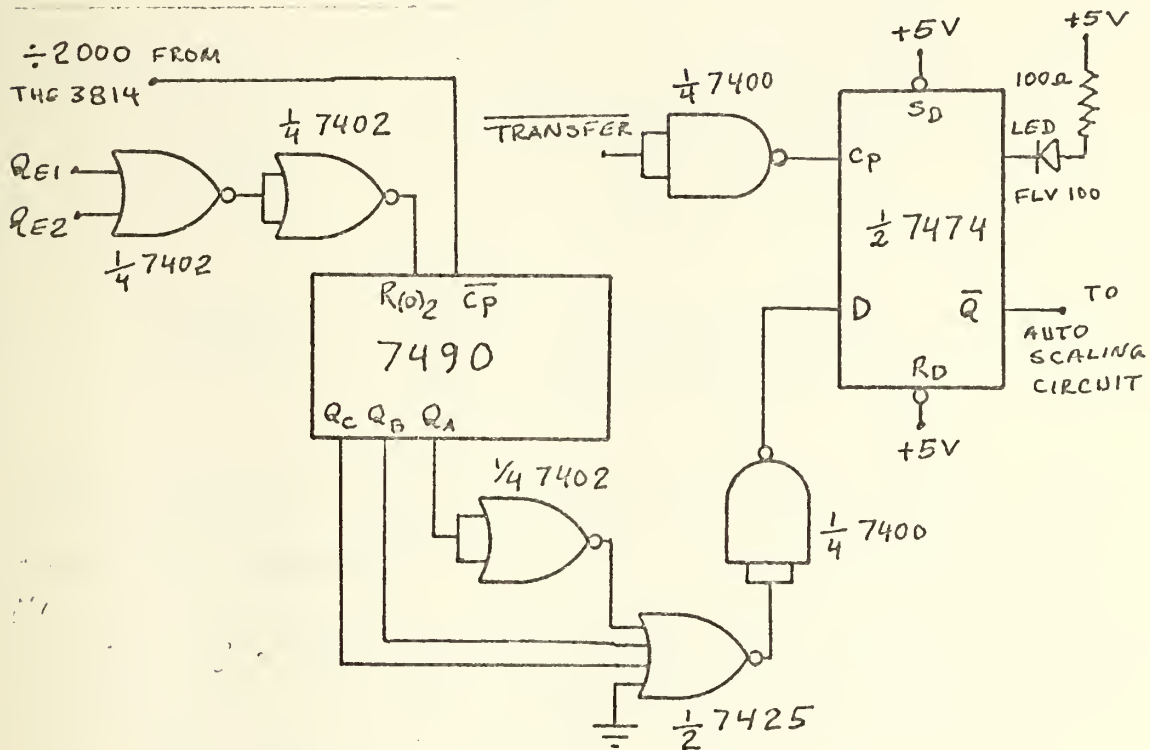 ÷2000 FROM
THE 3814
1/4 7402
QE1
QE2
1/4 7402
R(0)2 C̅P̅
7490
QC QB QA
1/4 7402
1/2 7425
1/4 7400
T̅R̅A̅N̅S̅F̅E̅R̅
1/4 7400
+5V
SD
CP
1/2 7474
D
Q̅
RD
+5V
+5V
100Ω
LED
FLV 100
TO
AUTO
SCALING
CIRCUIT